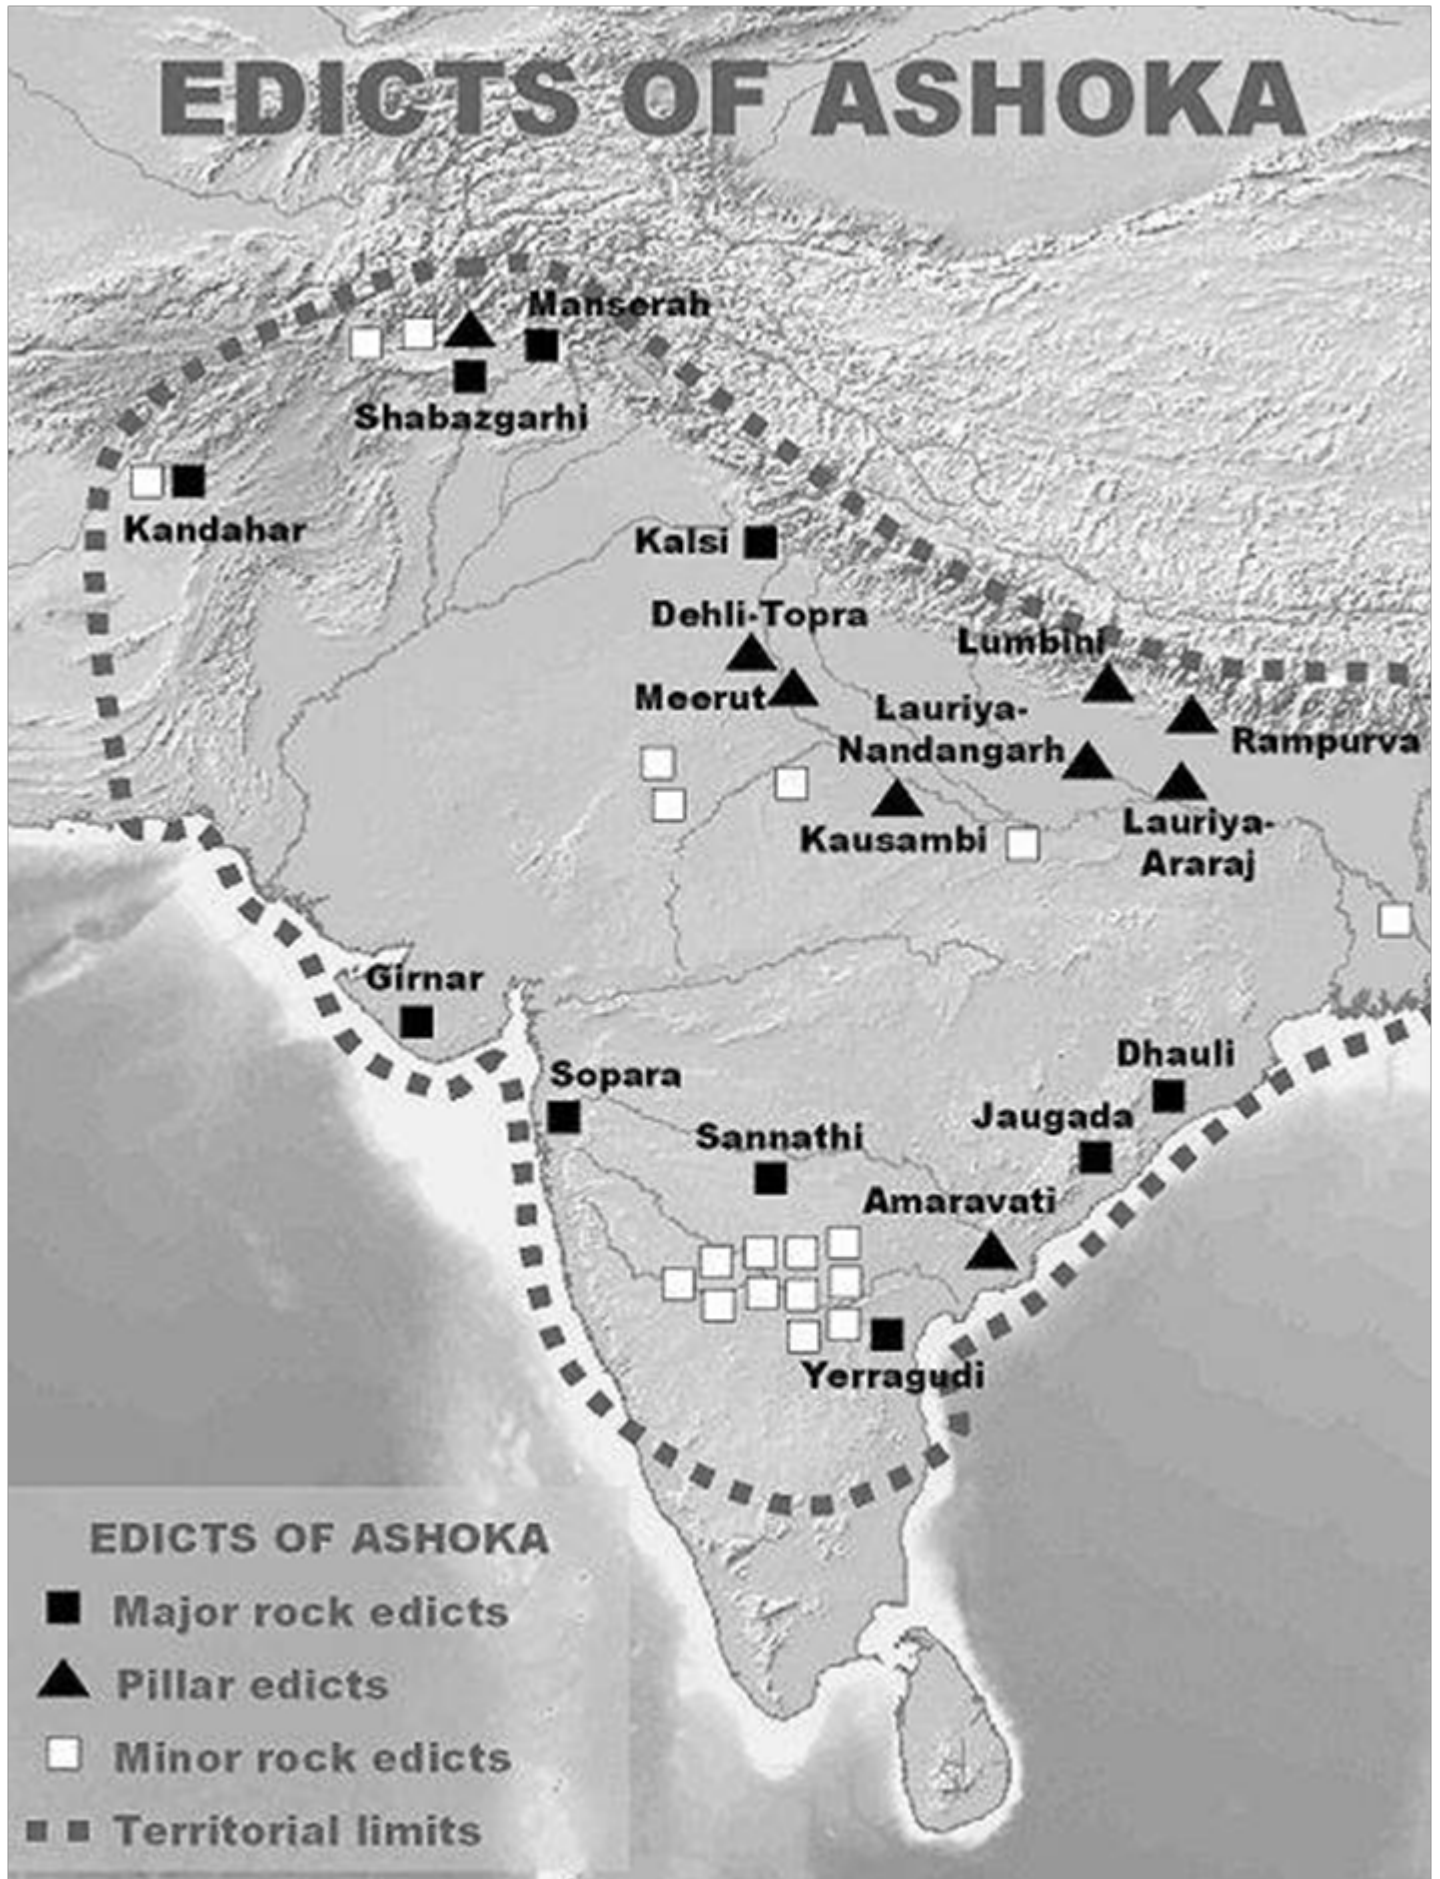 EDICTS OF ASHOKA
Manserah
Shabazgarhi
Kandahar
Kalsi
Dehli-Topra
Lumbini
Meerut
Lauriya-
Nandangarh
Rampurva
Kausambi
Lauriya-
Araraj
Girnar
Sopara
Dhauli
Jaugada
Sannathi
Amaravati
Yerragudi
EDICTS OF ASHOKA
Major rock edicts
Pillar edicts
Minor rock edicts
Territorial limits